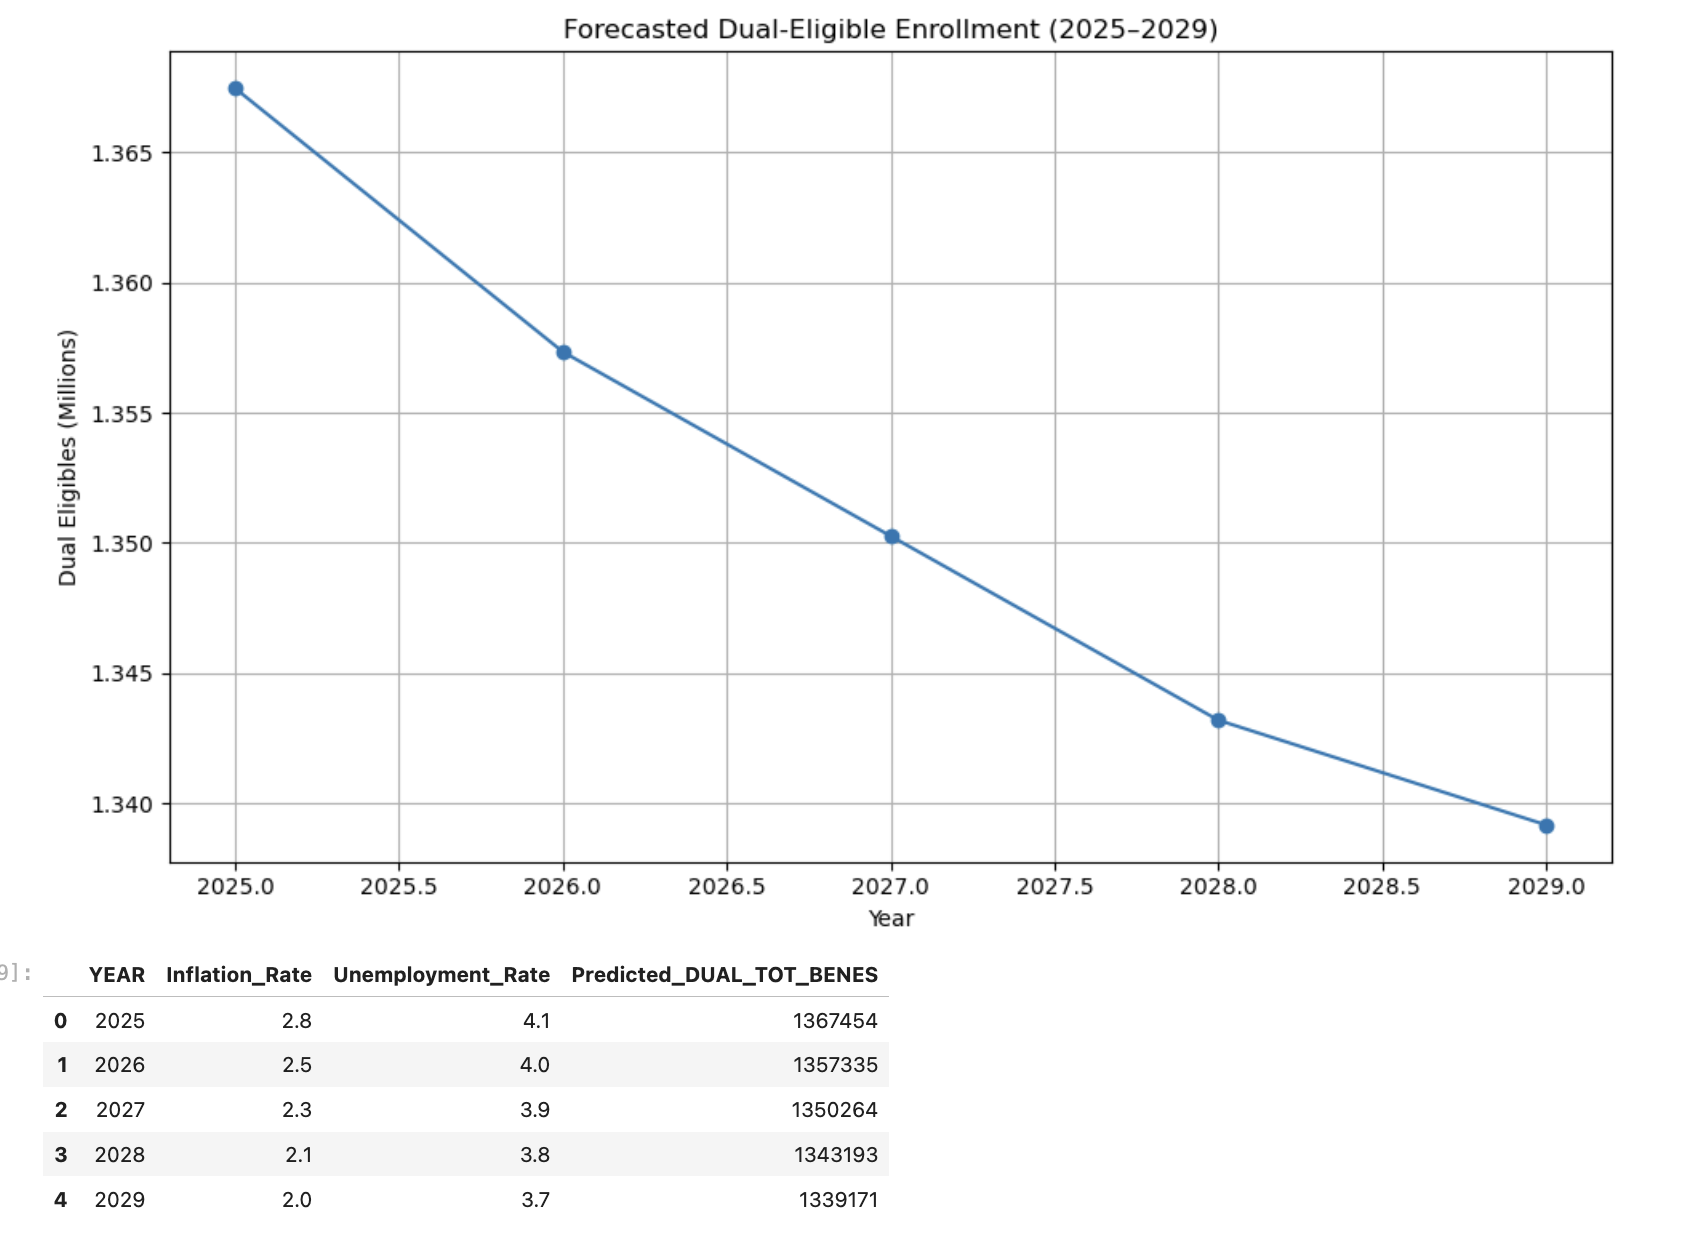 Forecasted Dual-Eligible Enrollment (2025–2029)
Dual Eligibles (Millions)
1.365
1.360
1.355
1.350
1.345
1.340
2025.0 2025.5 2026.0 2026.5 2027.0 2027.5 2028.0 2028.5 2029.0
Year
9]:
YEAR Inflation_Rate Unemployment_Rate Predicted_DUAL_TOT_BENES
0 2025 2.8 4.1 1367454
1 2026 2.5 4.0 1357335
2 2027 2.3 3.9 1350264
3 2028 2.1 3.8 1343193
4 2029 2.0 3.7 1339171